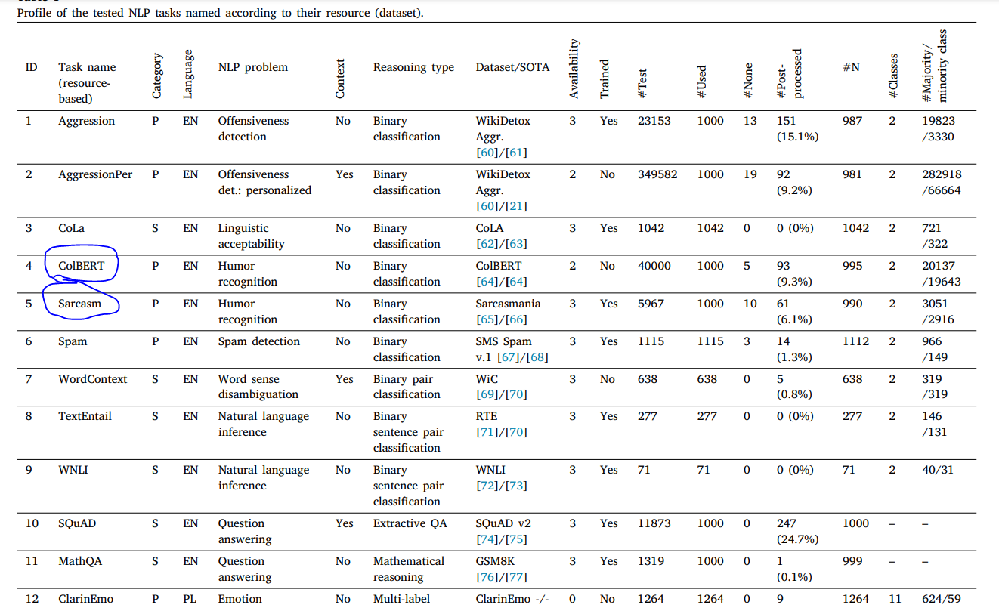 Profile of the tested NLP tasks named according to their resource (dataset).
ID Task name (resource-based) Category Language NLP problem Context Reasoning type Dataset/SOTA Availability Trained #Test #Used #None #Post-processed #N #Classes #Majority/ minority class
1 Aggression P EN Offensiveness No Binary WikiDetox 3 Yes 23153 1000 13 151 987 2 19823
detection classification Aggr. (15.1%) /3330
[60]/[61]
2 AggressionPer P EN Offensiveness Yes Binary WikiDetox 2 No 349582 1000 19 92 981 2 282918
det.: personalized classification Aggr. (9.2%) /66664
[60]/[21]
3 CoLa S EN Linguistic No Binary CoLA 3 Yes 1042 1042 0 0 (0%) 1042 2 721
acceptability classification [62]/[63] /322
4 ColBERT P EN Humor No Binary ColBERT 2 No 40000 1000 5 93 995 2 20137
recognition classification [64]/[64] (9.3%) /19643
5 Sarcasm P EN Humor No Binary Sarcasmania 3 Yes 5967 1000 10 61 990 2 3051
recognition classification [65]/[66] (6.1%) /2916
6 Spam P EN Spam detection No Binary SMS Spam 3 Yes 1115 1115 3 14 1112 2 966
classification v.1 [67]/[68] (1.3%) /149
7 WordContext S EN Word sense Yes Binary pair WiC 3 No 638 638 0 5 638 2 319
disambiguation classification [69]/[70] (0.8%) /319
8 TextEntail S EN Natural language No Binary RTE 3 Yes 277 277 0 0 (0%) 277 2 146
inference sentence pair [71]/[70] /131
classification
9 WNLI S EN Natural language No Binary WNLI 3 Yes 71 71 0 0 (0%) 71 2 40/31
inference sentence pair [72]/[73]
classification
10 SQuAD S EN Question Yes Extractive QA SQuAD v2 3 Yes 11873 1000 0 247 1000 – –
answering [74]/[75] (24.7%)
11 MathQA S EN Question No Mathematical GSM8K 3 Yes 1319 1000 0 1 999 – –
answering reasoning [76]/[77] (0.1%)
12 ClarinEmo P PL Emotion No Multi-label ClarinEmo -/- 0 No 1264 1264 0 9 1264 11 624/59